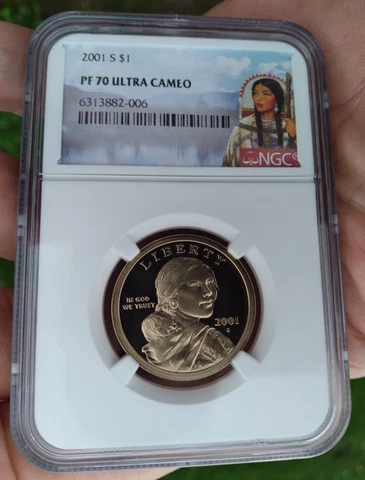 2001 S $1
PF 70 ULTRA CAMEO
6313882-006
NGC
LIBERTY
IN GOD
WE TRUST
2001
S